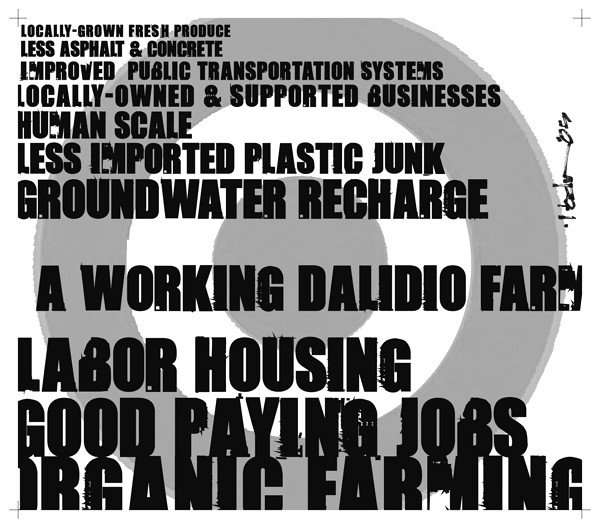 LOCALLY-GROWN FRESH PRODUCE
LESS ASPHALT & CONCRETE
IMPROVED PUBLIC TRANSPORTATION SYSTEMS
LOCALLY-OWNED & SUPPORTED BUSINESSES
HUMAN SCALE
LESS IMPORTED PLASTIC JUNK
GROUNDWATER RECHARGE
A WORKING DALIDIO FARM
LABOR HOUSING
GOOD PAYING JOBS
ORGANIC FARMING